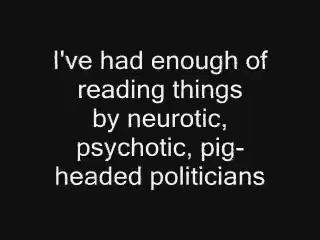 I've had enough of
reading things
by neurotic,
psychotic, pig-
headed politicians